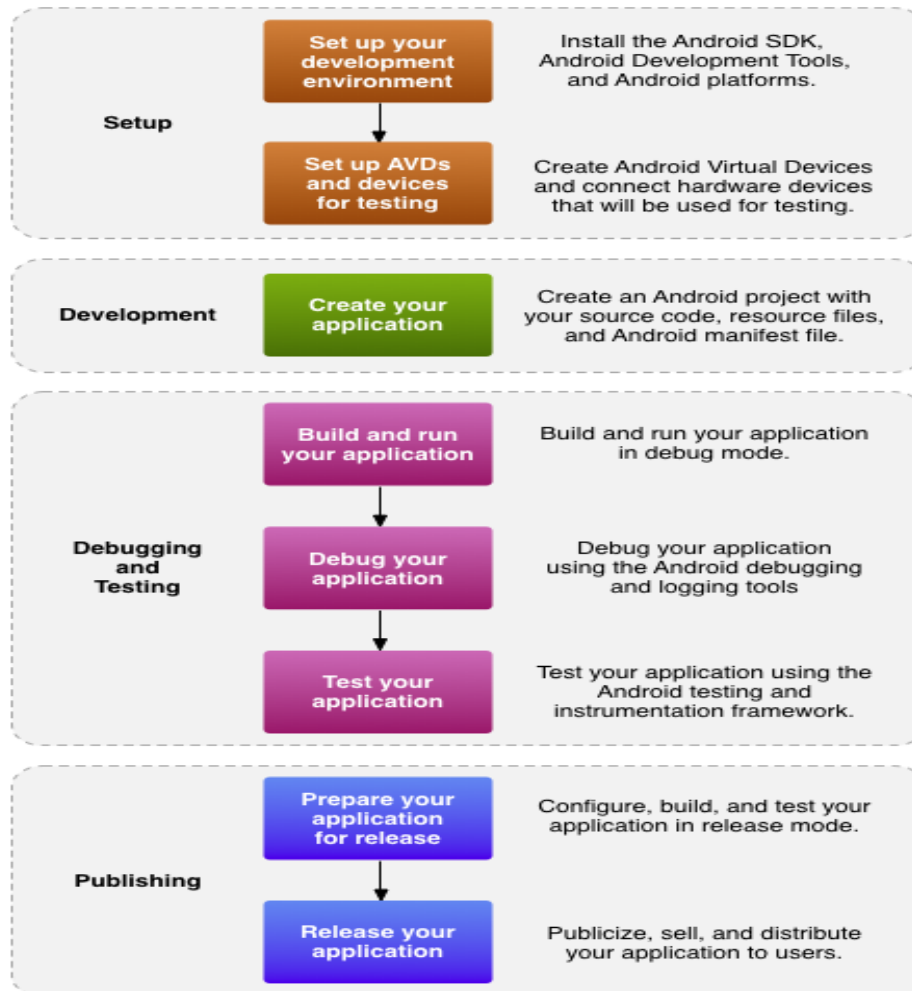 Set up your
development
environment
Install the Android SDK,
Android Development Tools,
and Android platforms.
Setup
Set up AVDs
and devices
for testing
Create Android Virtual Devices
and connect hardware devices
that will be used for testing.
Development
Create your
application
Create an Android project with
your source code, resource files,
and Android manifest file.
Build and run
your application
Build and run your application
in debug mode.
Debugging
and
Testing
Debug your
application
Debug your application
using the Android debugging
and logging tools
Test your
application
Test your application using the
Android testing and
instrumentation framework.
Prepare your
application
for release
Configure, build, and test your
application in release mode.
Publishing
Release your
application
Publicize, sell, and distribute
your application to users.